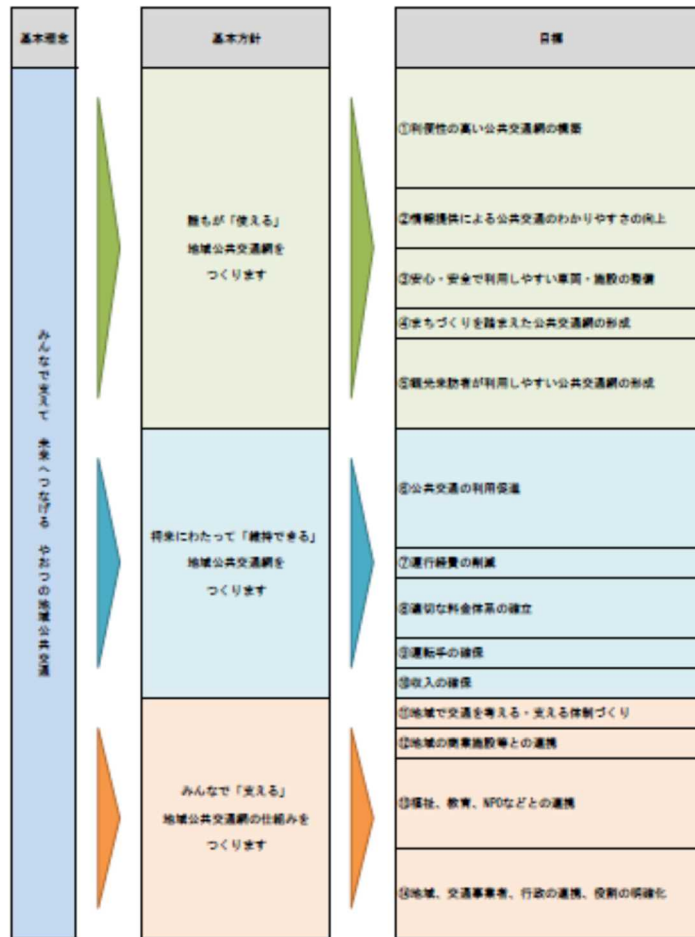 基本理念
基本方針
目標
みんなで支えて 未来へつなげる やおつの地域公共交通
誰もが「使える」
地域公共交通網を
つくります
①利便性の高い公共交通網の構築
②情報提供による公共交通のわかりやすさの向上
③安心・安全で利用しやすい車両・施設の整備
④まちづくりを踏まえた公共交通網の形成
⑤観光来訪者が利用しやすい公共交通網の形成
将来にわたって「維持できる」
地域公共交通網を
つくります
⑥公共交通の利用促進
⑦運行経費の削減
⑧適切な料金体系の確立
⑨運転手の確保
⑩収入の確保
みんなで「支える」
地域公共交通網の仕組みを
つくります
⑪地域で交通を考える・支える体制づくり
⑫地域の商業施設等との連携
⑬福祉、教育、NPOなどとの連携
⑭地域、交通事業者、行政の連携、役割の明確化